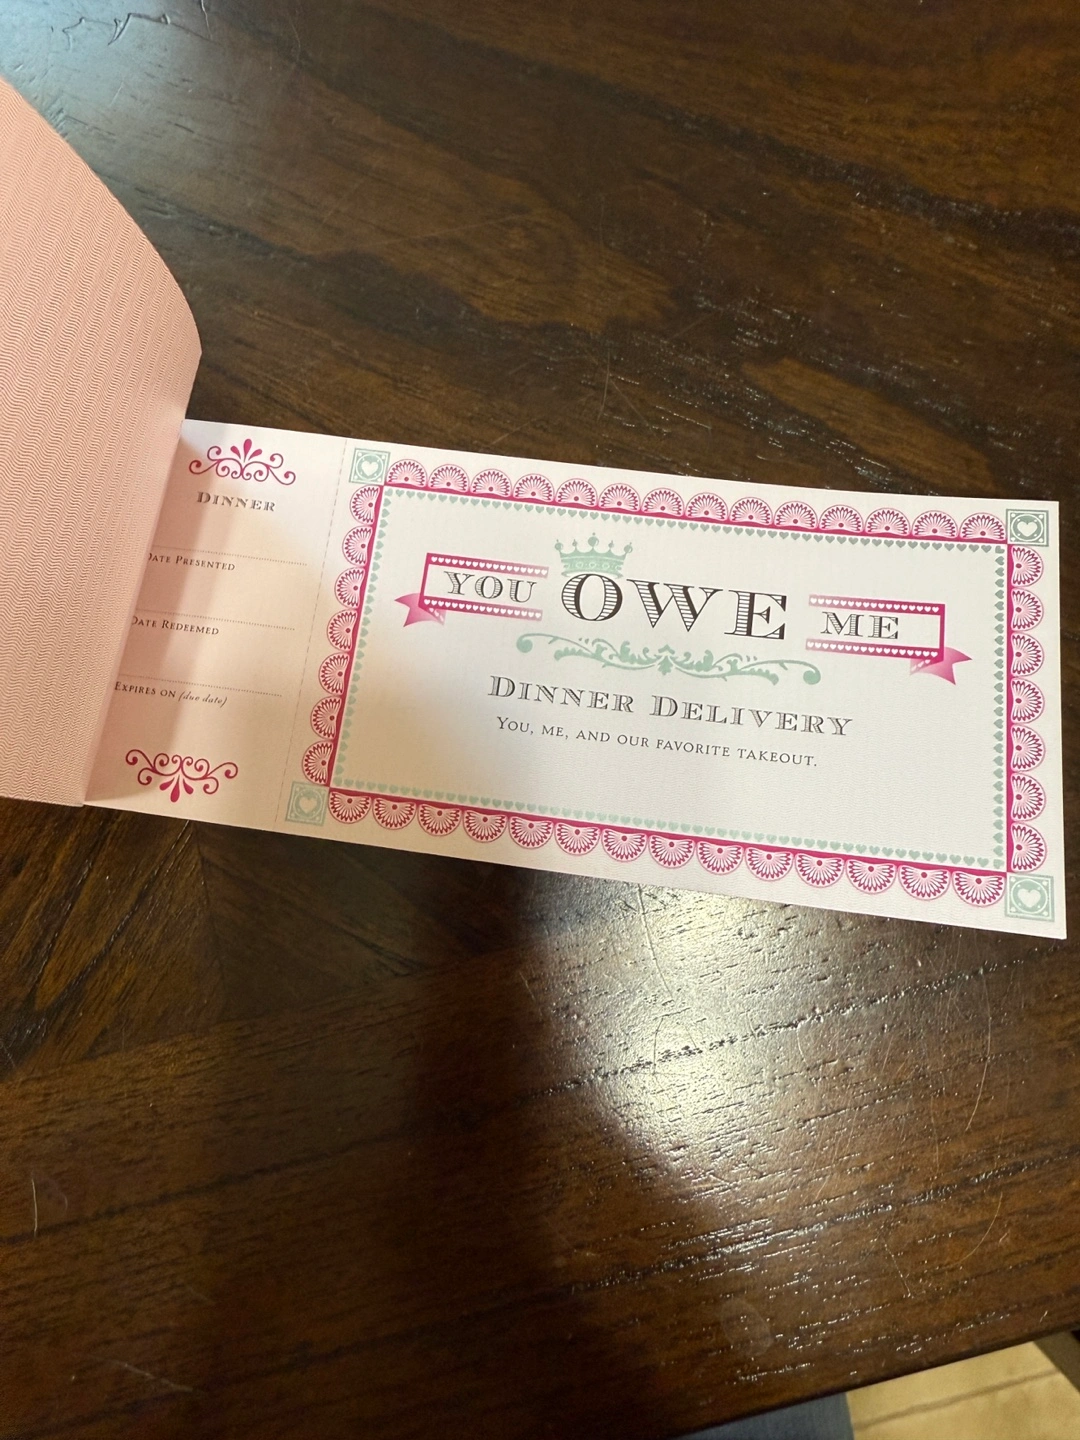 DINNER
DATE PRESENTED
DATE REDEEMED
EXPIRES ON (due date)
YOU OWE ME
DINNER DELIVERY
YOU, ME, AND OUR FAVORITE TAKEOUT.